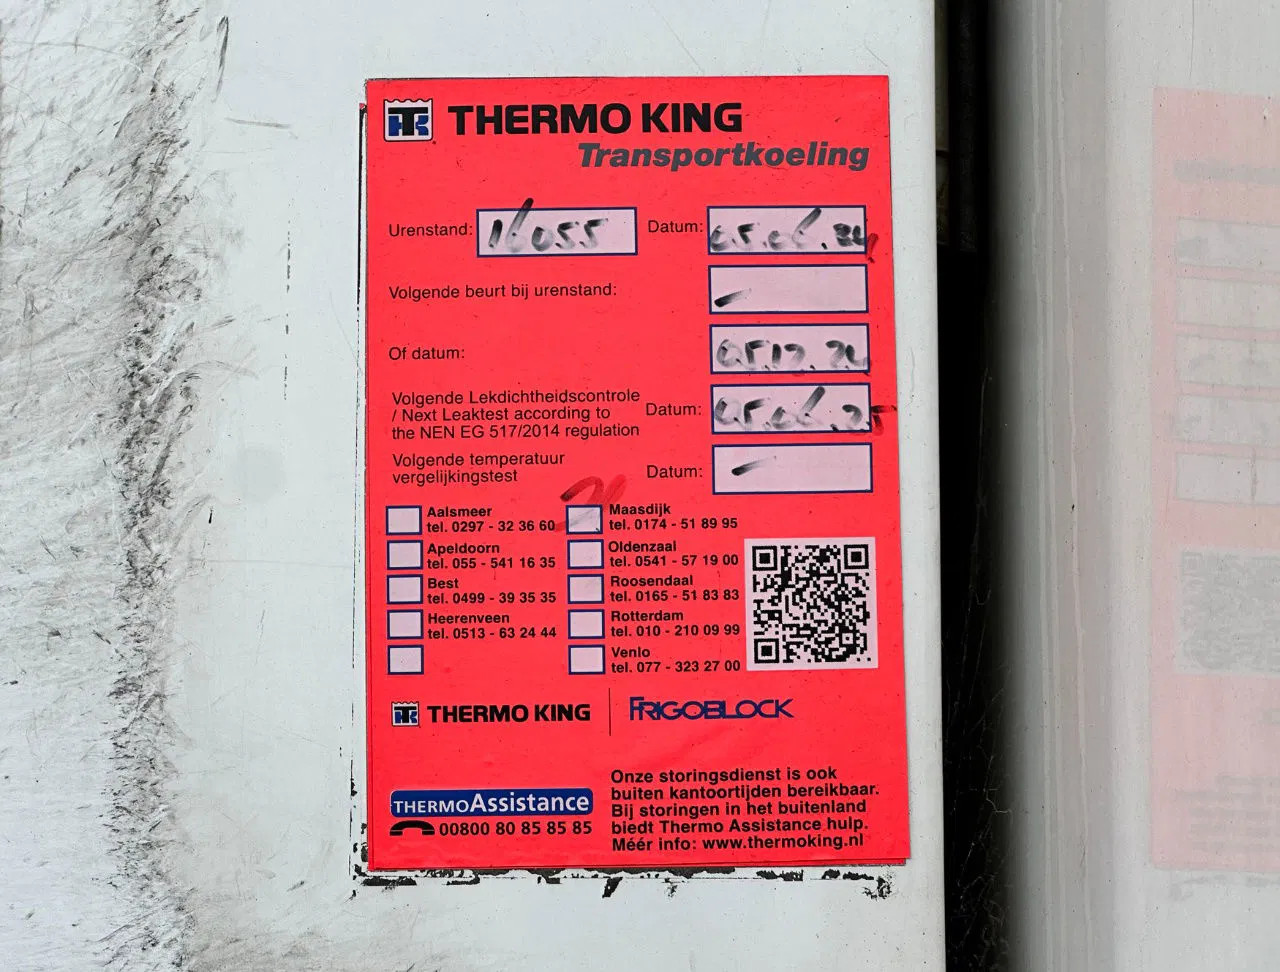 THERMO KING
Transportkoeling
Urenstand: 16055 Datum: 05.06.24
Volgende beurt bij urenstand: -
Of datum: 05.12.24
Volgende Lekdichtheidscontrole
/ Next Leaktest according to Datum: 05.06.25
the NEN EG 517/2014 regulation
Volgende temperatuur
vergelijkingstest Datum: -
Aalsmeer
tel. 0297 - 32 36 60
Apeldoorn
tel. 055 - 541 16 35
Best
tel. 0499 - 39 35 35
Heerenveen
tel. 0513 - 63 24 44
Maasdijk
tel. 0174 - 51 89 95
Oldenzaal
tel. 0541 - 57 19 00
Roosendaal
tel. 0165 - 51 83 83
Rotterdam
tel. 010 - 210 09 99
Venlo
tel. 077 - 323 27 00
THERMO KING
FRIGOBLOCK
THERMOAssistance
00800 80 85 85 85
Onze storingsdienst is ook
buiten kantoortijden bereikbaar.
Bij storingen in het buitenland
biedt Thermo Assistance hulp.
Méér info: www.thermoking.nl